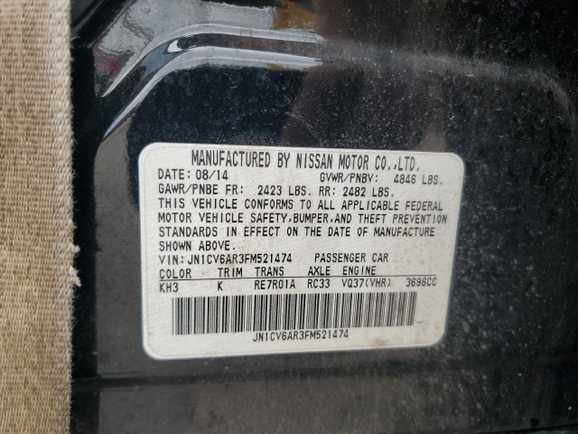 MANUFACTURED BY NISSAN MOTOR CO.,LTD.
DATE: 08/14 GVWR/PNBV: 4846 LBS.
GAWR/PNBE FR: 2423 LBS. RR: 2482 LBS.
THIS VEHICLE CONFORMS TO ALL APPLICABLE FEDERAL
MOTOR VEHICLE SAFETY,BUMPER,AND THEFT PREVENTION
STANDARDS IN EFFECT ON THE DATE OF MANUFACTURE
SHOWN ABOVE.
VIN: JN1CV6AR3FM521474 PASSENGER CAR
COLOR TRIM TRANS AXLE ENGINE
KH3 K RE7R01A RC33 VQ37(VHR) 3696CC
JN1CV6AR3FM521474